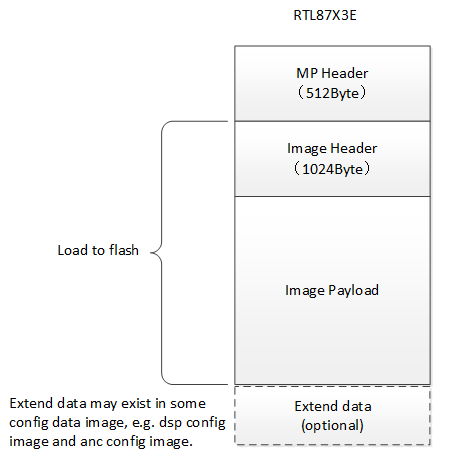 RTL87X3E
MP Header
（512Byte）
Image Header
（1024Byte）
Load to flash
Image Payload
Extend data may exist in some
config data image, e.g. dsp config
image and anc config image.
Extend data
(optional)